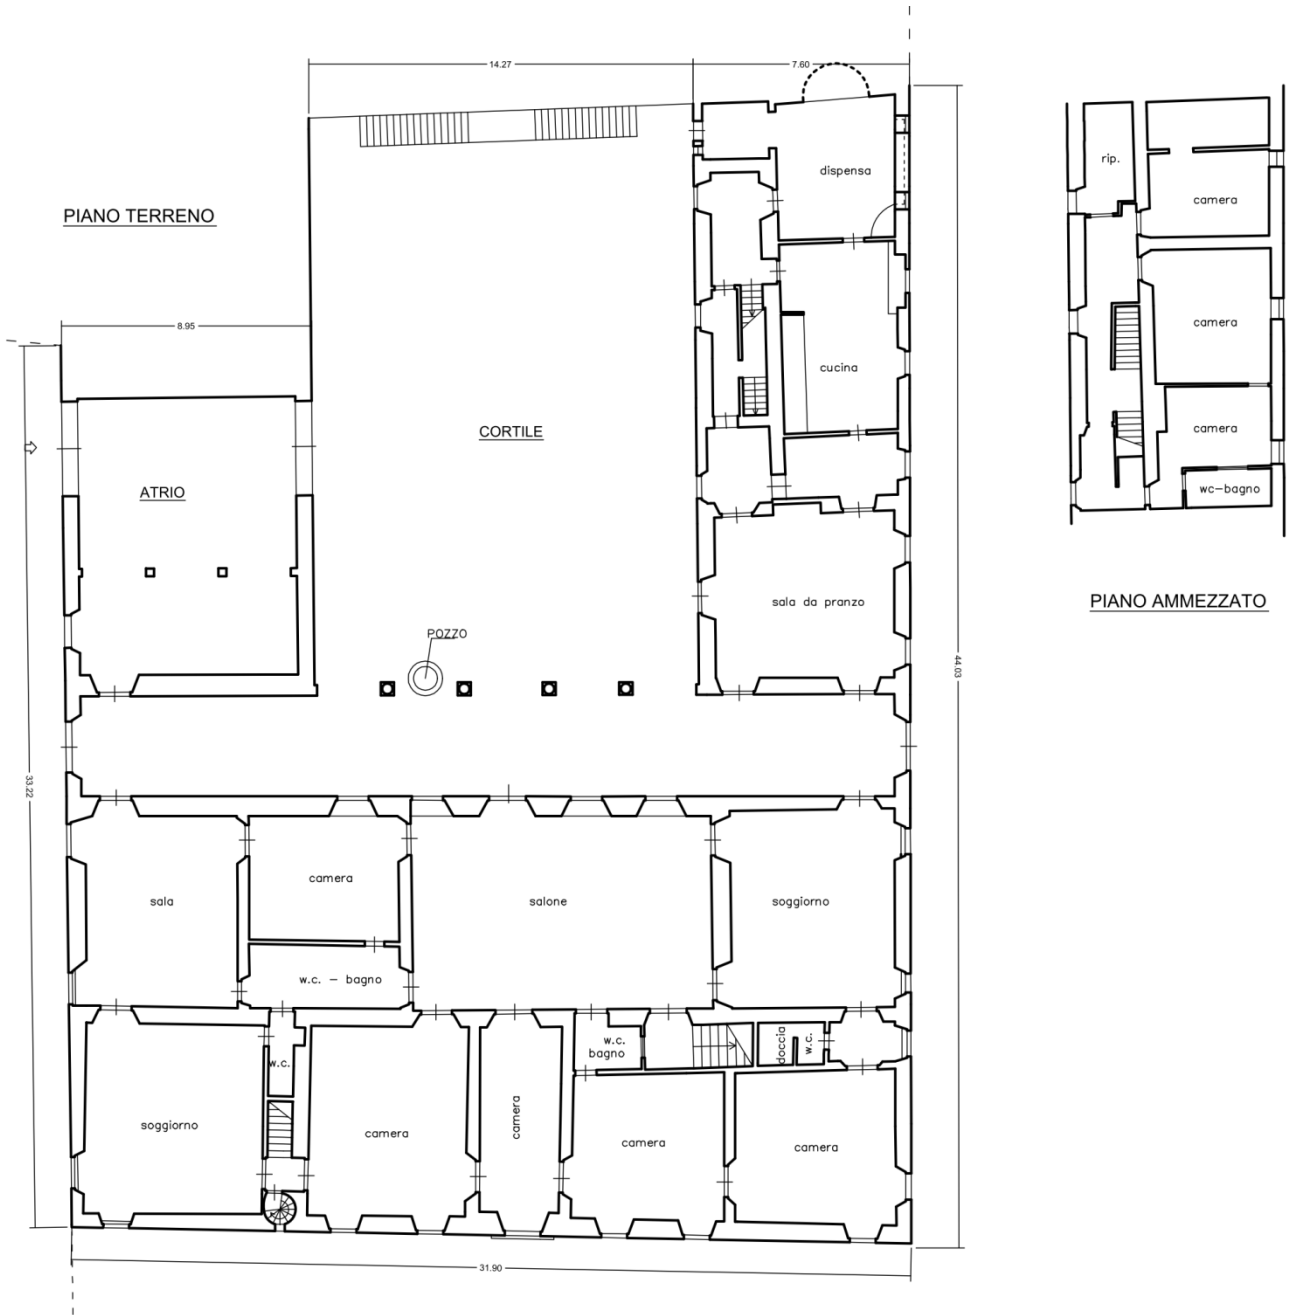 14.27
7.60
PIANO TERRENO
dispensa
rip.
camera
8.95
cucina
camera
CORTILE
camera
ATRIO
wc-bagno
sala da pranzo
PIANO AMMEZZATO
POZZO
44.03
33.22
camera
sala
salone
soggiorno
w.c. - bagno
w.c.
bagno
doccia
w.c.
w.c.
soggiorno
camera
camera
camera
camera
31.90